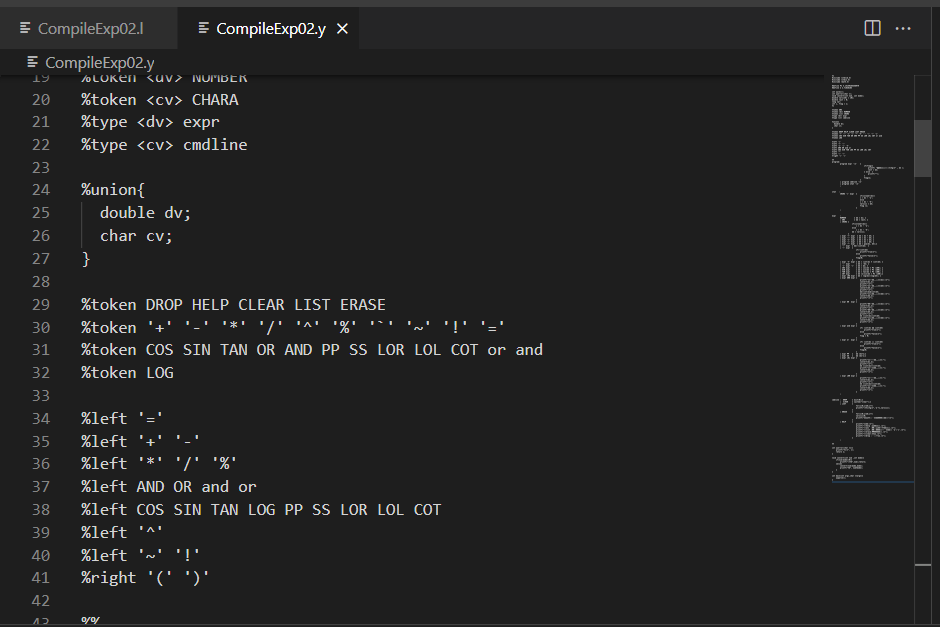 CompileExp02.l CompileExp02.y
CompileExp02.y
19 %token <dv> NUMBER
20 %token <cv> CHARA
21 %type <dv> expr
22 %type <cv> cmdline
23
24 %union{
25 double dv;
26 char cv;
27 }
28
29 %token DROP HELP CLEAR LIST ERASE
30 %token '+' '-' '*' '/' '^' '%' '`' '~' '!' '='
31 %token COS SIN TAN OR AND PP SS LOR LOL COT or and
32 %token LOG
33
34 %left '='
35 %left '+' '-'
36 %left '*' '/' '%'
37 %left AND OR and or
38 %left COS SIN TAN LOG PP SS LOR LOL COT
39 %left '^'
40 %left '~' '!'
41 %right '(' ')'
42
43 %%